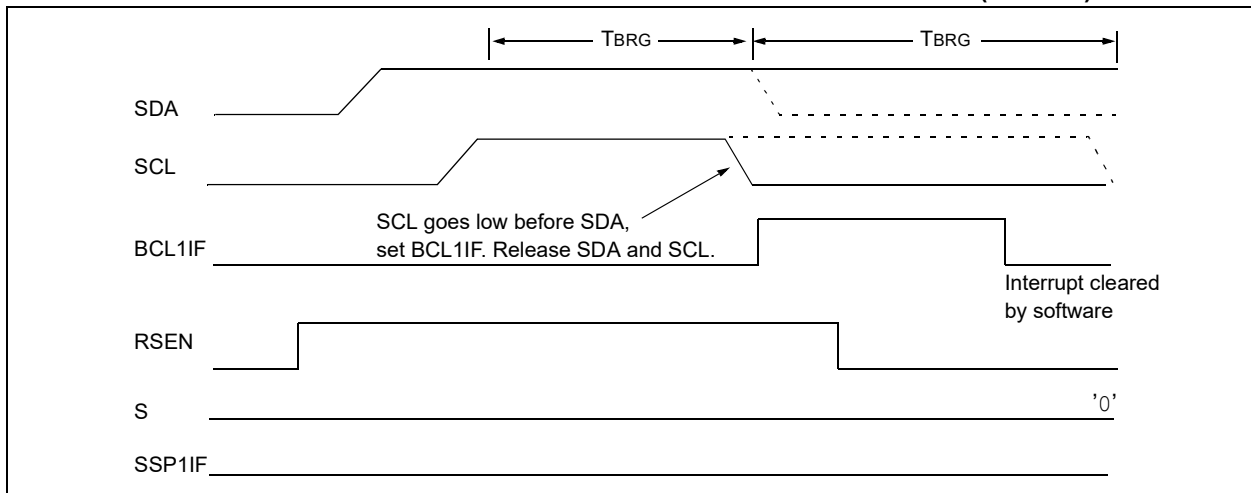 TBRG TBRG
SDA
SCL
SCL goes low before SDA,
set BCL1IF. Release SDA and SCL.
BCL1IF
Interrupt cleared
by software
RSEN
S '0'
SSP1IF